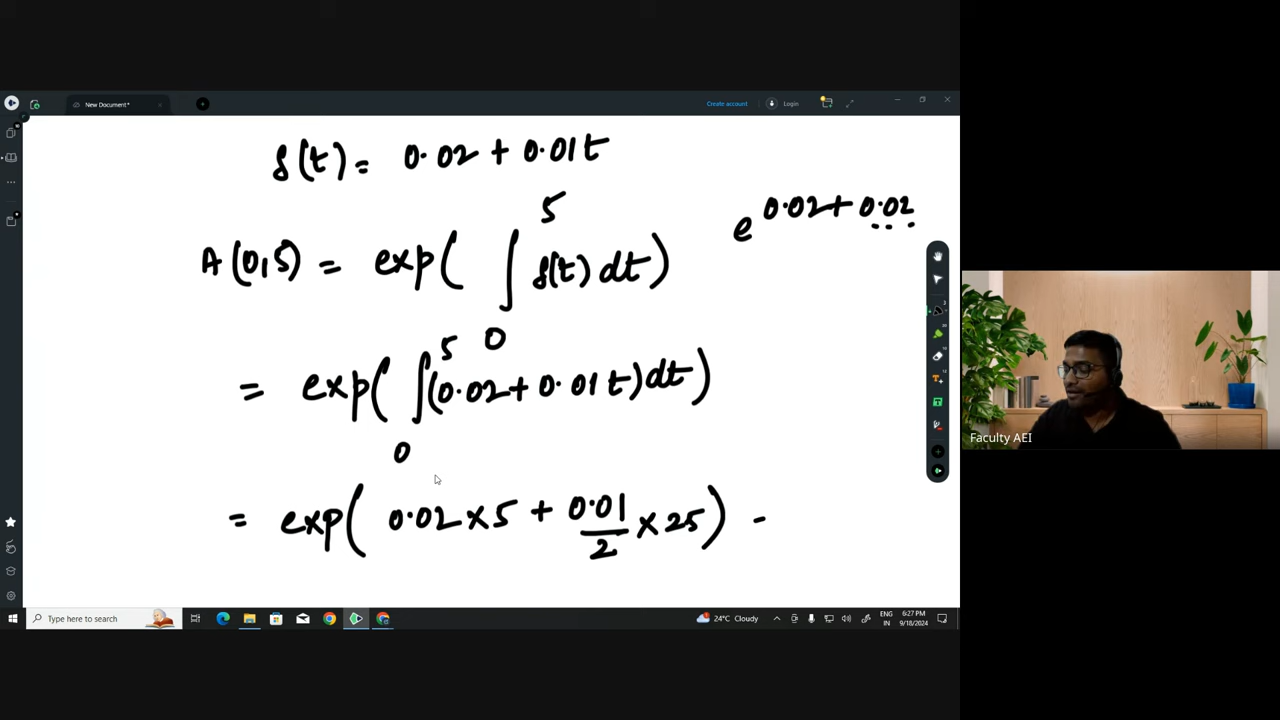 New Document*
Create account
Login
δ(t) = 0.02 + 0.01t
A(0,5) = exp( ∫₀⁵ δ(t) dt )
e^0.02+0.02...
= exp( ∫₀⁵ (0.02 + 0.01t) dt )
= exp( 0.02 × 5 + 0.01/2 × 25 ) -
Faculty AEI
Type here to search
24°C Cloudy
ENG
IN
6:27 PM
9/18/2024